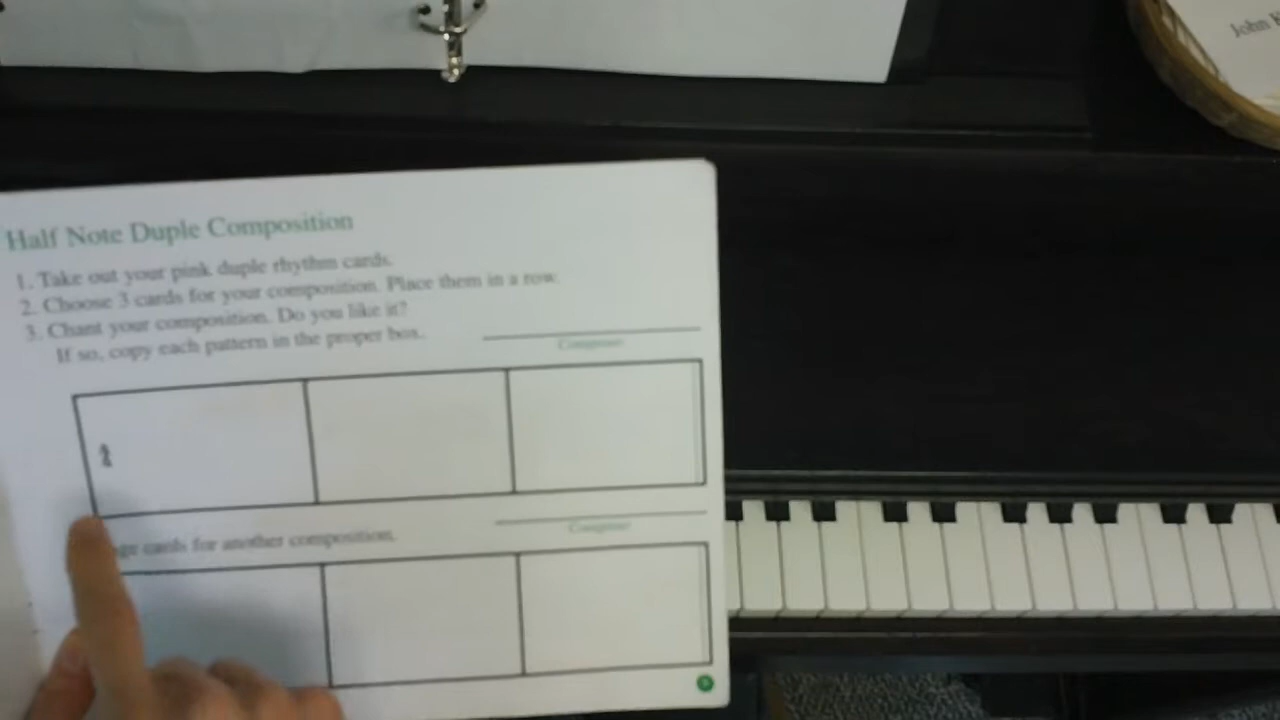 John
Half Note Duple Composition
1. Take out your pink duple rhythm cards.
2. Choose 3 cards for your composition. Place them in a row.
3. Chant your composition. Do you like it?
If so, copy each pattern in the proper box.
Composer
cards for another composition.
Composer